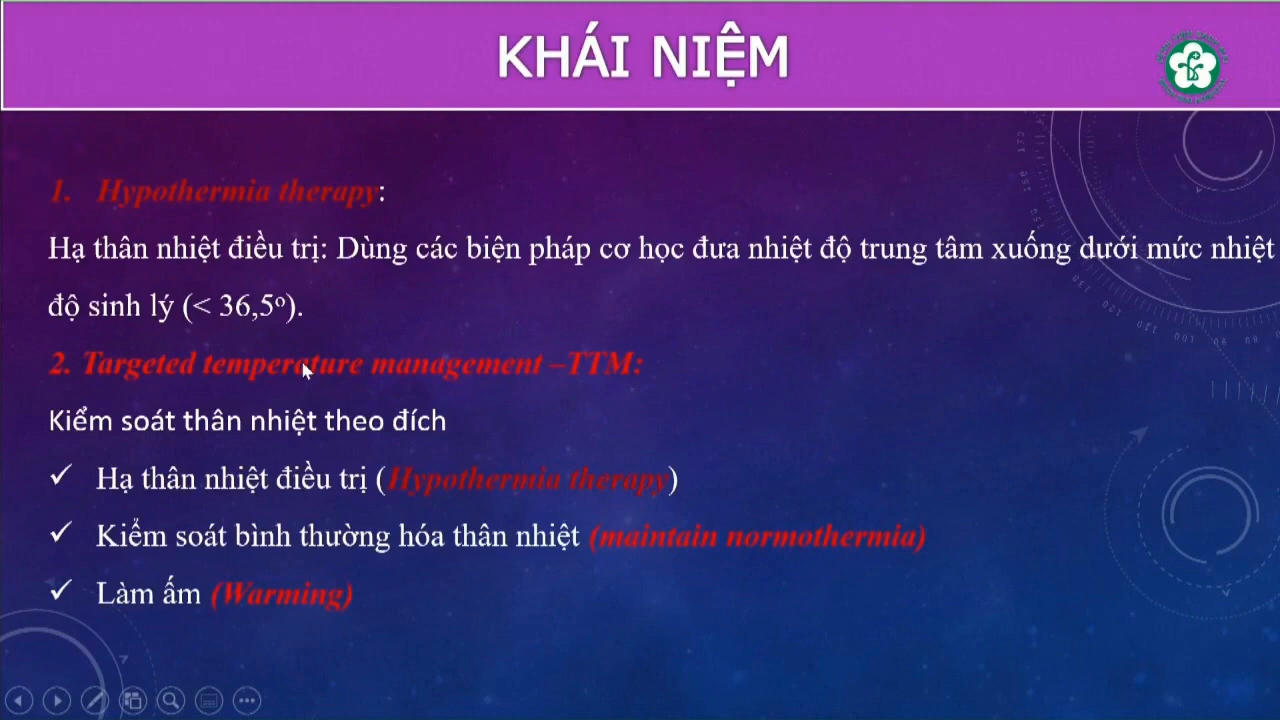 KHÁI NIỆM
1. Hypothermia therapy:
Hạ thân nhiệt điều trị: Dùng các biện pháp cơ học đưa nhiệt độ trung tâm xuống dưới mức nhiệt
độ sinh lý (< 36,5º).
2. Targeted temperature management –TTM:
Kiểm soát thân nhiệt theo đích
✓ Hạ thân nhiệt điều trị (Hypothermia therapy)
✓ Kiểm soát bình thường hóa thân nhiệt (maintain normothermia)
✓ Làm ấm (Warming)